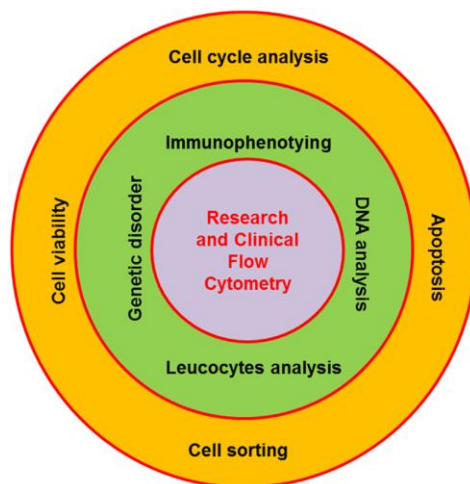 Cell cycle analysis
Immunophenotying
Cell viability
Genetic disorder
Research
and Clinical
Flow
Cytometry
DNA analysis
Apoptosis
Leucocytes analysis
Cell sorting